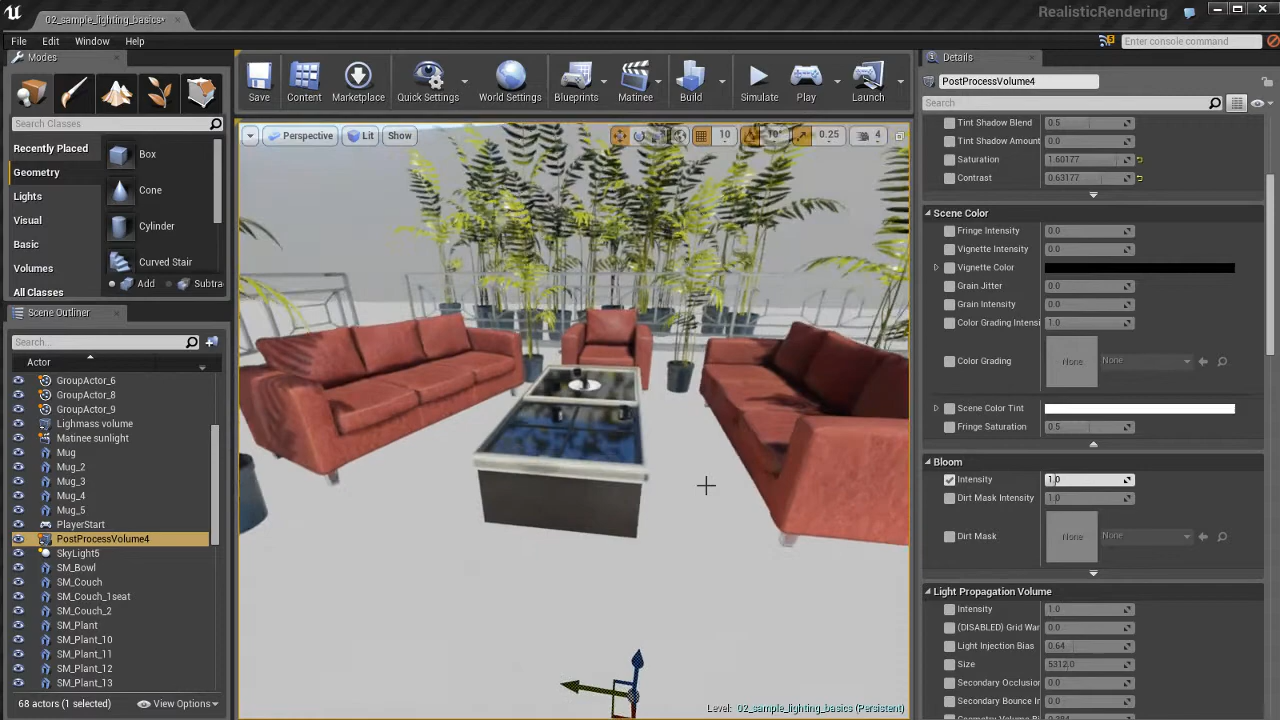 02_sample_lighting_basics*
RealisticRendering
File Edit Window Help
Enter console command
Modes
Search Classes
Recently Placed
Geometry
Lights
Visual
Basic
Volumes
All Classes
Box
Cone
Cylinder
Curved Stair
Add Subtra
Scene Outliner
Search...
Actor
GroupActor_6
GroupActor_8
GroupActor_9
Lighmass volume
Matinee sunlight
Mug
Mug_2
Mug_3
Mug_4
Mug_5
PlayerStart
PostProcessVolume4
SkyLight5
SM_Bowl
SM_Couch
SM_Couch_1seat
SM_Couch_2
SM_Plant
SM_Plant_10
SM_Plant_11
SM_Plant_12
SM_Plant_13
68 actors (1 selected) View Options
Save Content Marketplace Quick Settings World Settings Blueprints Matinee Build Simulate Play Launch
Perspective Lit Show 10 10° 0.25 4
Level: 02_sample_lighting_basics (Persistent)
Details
PostProcessVolume4
Search
Tint Shadow Blend 0.5
Tint Shadow Amount 0.0
Saturation 1.60177
Contrast 0.63177
Scene Color
Fringe Intensity 0.0
Vignette Intensity 0.0
Vignette Color
Grain Jitter 0.0
Grain Intensity 0.0
Color Grading Intensi 1.0
Color Grading None None
Scene Color Tint
Fringe Saturation 0.5
Bloom
Intensity 1.0
Dirt Mask Intensity 1.0
Dirt Mask None None
Light Propagation Volume
Intensity 1.0
(DISABLED) Grid War 0.0
Light Injection Bias 0.64
Size 5312.0
Secondary Occlusion 0.0
Secondary Bounce In 0.0